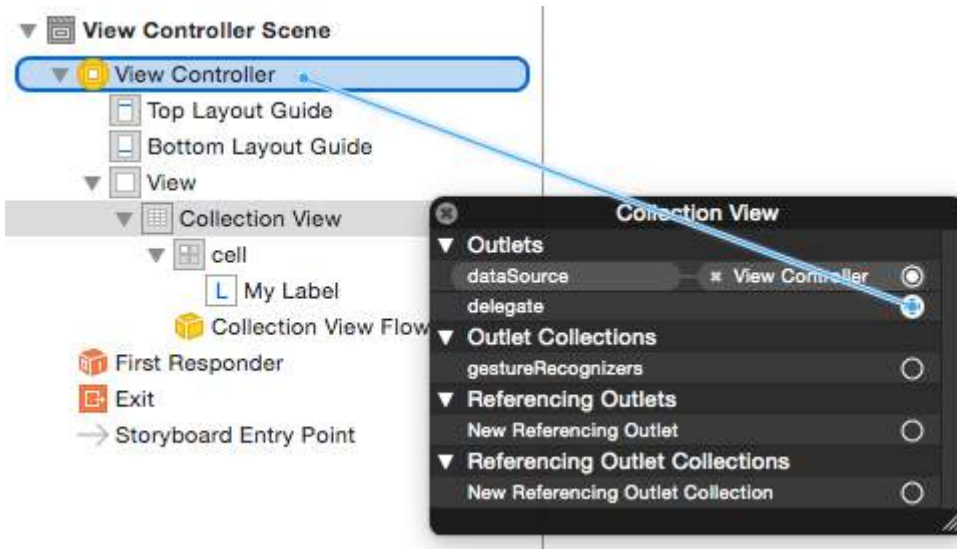 View Controller Scene
View Controller
Top Layout Guide
Bottom Layout Guide
View
Collection View
cell
L My Label
Collection View Flow
First Responder
Exit
Storyboard Entry Point
Collection View
Outlets
dataSource View Controller
delegate
Outlet Collections
gestureRecognizers
Referencing Outlets
New Referencing Outlet
Referencing Outlet Collections
New Referencing Outlet Collection